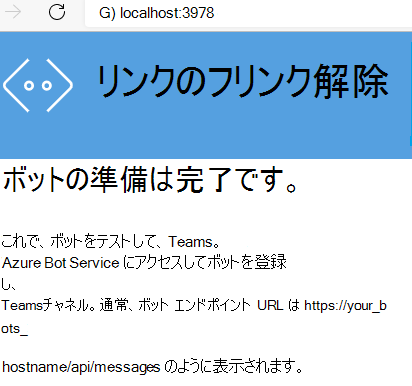 G) localhost:3978
リンクのフリンク解除
ボットの準備は完了です。
これで、ボットをテストして、Teams。
Azure Bot Service にアクセスしてボットを登録
し、
Teamsチャネル。通常、ボット エンドポイント URL は https://your_b
ots_
hostname/api/messages のように表示されます。